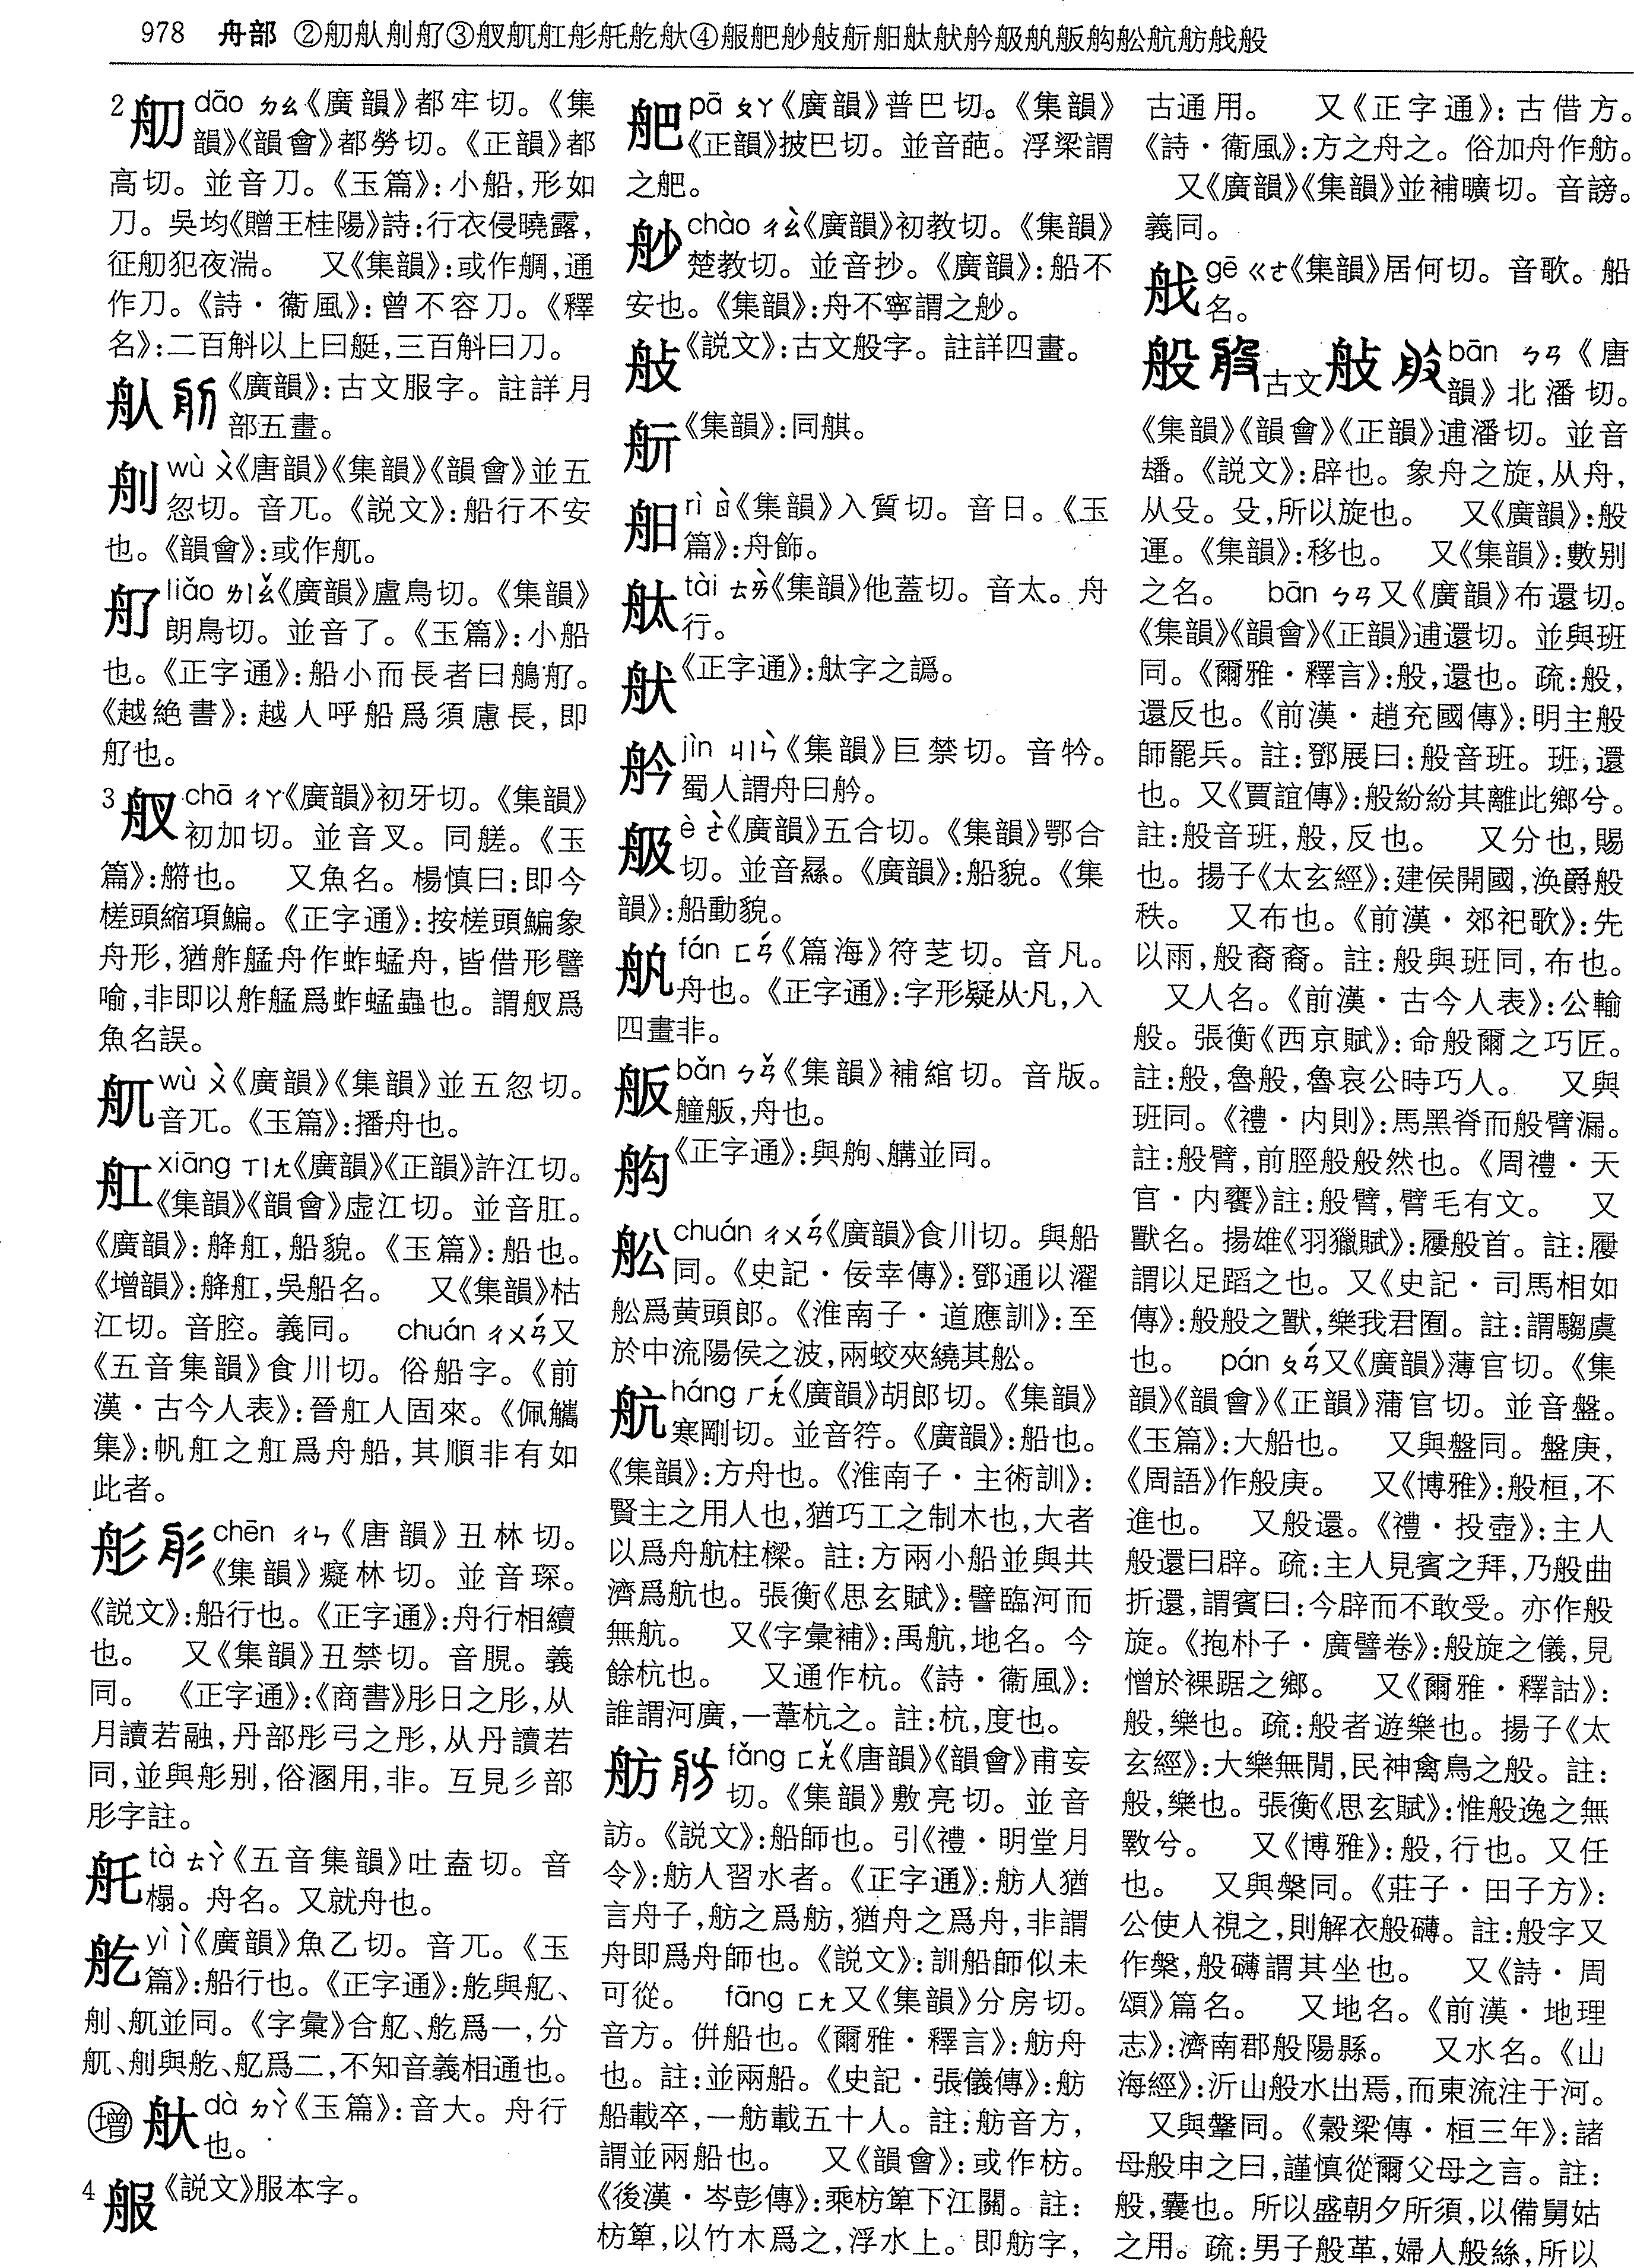 978 舟部 ②舠舤刖舠③舣舤舡彤舤舤舦④服舥舯般舿舶舦舦舲舰舤舨船舩航舫舧般
2 舠 dāo ㄉㄠ《廣韻》都牢切。《集
韻》《韻會》都勞切。《正韻》都
高切。並音刀。《玉篇》:小船,形如
刀。吳均《贈王桂陽》詩:行衣侵曉露,
征舠犯夜湍。 又《集韻》:或作䑩,通
作刀。《詩·衞風》:曾不容刀。《釋
名》:二百斛以上曰艇,三百斛曰刀。
《廣韻》:古文服字。註詳月
部五畫。
wù ㄨˋ《唐韻》《集韻》《韻會》並五
忽切。音兀。《説文》:船行不安
也。《韻會》:或作舤。
liǎo ㄌㄧㄠˇ《廣韻》盧鳥切。《集韻》
朗鳥切。並音了。《玉篇》:小船
也。《正字通》:船小而長者曰鷯舠。
《越絶書》:越人呼船爲須慮長,即
也。
3 舣 chā ㄔㄚ《廣韻》初牙切。《集韻》
初加切。並音叉。同艖。《玉
篇》:艄也。 又魚名。楊慎曰:即今
槎頭縮項鯿。《正字通》:按槎頭鯿象
舟形,猶舴艋舟作蚱蜢舟,皆借形譬
喻,非即以舴艋爲蚱蜢蟲也。謂舣爲
魚名誤。
舤 wù ㄨˋ《廣韻》《集韻》並五忽切。
音兀。《玉篇》:播舟也。
舡 xiāng ㄒㄧㄤ《廣韻》《正韻》許江切。
《集韻》《韻會》虛江切。並音肛。
《廣韻》:舽舡,船貌。《玉篇》:船也。
《增韻》:舽舡,吳船名。 又《集韻》枯
江切。音腔。義同。 chuán ㄔㄨㄢˊ又
《五音集韻》食川切。俗船字。《前
漢·古今人表》:晉舡人固來。《佩觿
集》:帆舡之舡爲舟船,其順非有如
此者。
彤 chēn ㄔㄣ《唐韻》丑林切。
《集韻》癡林切。並音琛。
《説文》:船行也。《正字通》:舟行相續
也。 又《集韻》丑禁切。音䚕。義
同。 《正字通》:《商書》肜日之肜,从
月讀若融,丹部彤弓之彤,从丹讀若
同,並與舟彡别,俗溷用,非。互見彡部
肜字註。
tà ㄊㄚˋ《五音集韻》吐盍切。音
榻。舟名。又就舟也。
yì ㄧˋ《廣韻》魚乙切。音兀。《玉
篇》:船行也。《正字通》:與、
、舤並同。《字彙》合、爲一,分
舤、與、爲二,不知音義相通也。
增 舦 dà ㄉㄚˋ《玉篇》:音大。舟行
也。
4 服 《説文》服本字。
舥 pā ㄆㄚ《廣韻》普巴切。《集韻》
《正韻》披巴切。並音葩。浮梁謂
之舥。
chào ㄔㄠˋ《廣韻》初教切。《集韻》
楚教切。並音抄。《廣韻》:船不
安也。《集韻》:舟不寧謂之。
《説文》:古文般字。註詳四畫。
《集韻》:同。
rì ㄖˋ《集韻》入質切。音日。《玉
篇》:舟飾。
舦 tài ㄊㄞˋ《集韻》他蓋切。音太。舟
行。
《正字通》:舦字之譌。
jìn ㄐㄧㄣˋ《集韻》巨禁切。音衿。
蜀人謂舟曰。
è ㄜˋ《廣韻》五合切。《集韻》鄂合
切。並音。《廣韻》:船貌。《集
韻》:船動貌。
fán ㄈㄢˊ《篇海》符芝切。音凡。
舟也。《正字通》:字形疑从凡,入
四畫非。
舨 bǎn ㄅㄢˇ《集韻》補綰切。音版。
艟舨,舟也。
《正字通》:與、並同。
舩 chuán ㄔㄨㄢˊ《廣韻》食川切。與船
同。《史記·佞幸傳》:鄧通以濯
舩爲黄頭郎。《淮南子·道應訓》:至
於中流陽侯之波,兩蛟夾繞其舩。
航 háng ㄏㄤˊ《廣韻》胡郎切。《集韻》
寒剛切。並音筕。《廣韻》:船也。
《集韻》:方舟也。《淮南子·主術訓》:
賢主之用人也,猶巧工之制木也,大者
以爲舟航柱樑。註:方兩小船並與共
濟爲航也。張衡《思玄賦》:譬臨河而
無航。 又《字彙補》:禹航,地名。今
餘杭也。 又通作杭。《詩·衞風》:
誰謂河廣,一葦杭之。註:杭,度也。
舫 fǎng ㄈㄤˇ《唐韻》《韻會》甫妄
切。《集韻》敷亮切。並音
訪。《説文》:船師也。引《禮·明堂月
令》:舫人習水者。《正字通》:舫人猶
言舟子,舫之爲舫,猶舟之爲舟,非謂
舟即爲舟師也。《説文》:訓船師似未
可從。 fāng ㄈㄤ又《集韻》分房切。
音方。併船也。《爾雅·釋言》:舫舟
也。註:並兩船。《史記·張儀傳》:舫
船載卒,一舫載五十人。註:舫音方,
謂並兩船也。 又《韻會》:或作枋。
《後漢·岑彭傳》:乘枋箄下江關。註:
枋箄,以竹木爲之,浮水上。即舫字,
古通用。 又《正字通》:古借方。
《詩·衞風》:方之舟之。俗加舟作舫。
又《廣韻》《集韻》並補曠切。音謗。
義同。
gē ㄍㄜ《集韻》居何切。音歌。船
名。
般 古文 bān ㄅㄢ《唐
韻》北潘切。
《集韻》《韻會》《正韻》逋潘切。並音
。《説文》:辟也。象舟之旋,从舟,
从殳。殳,所以旋也。 又《廣韻》:般
運。《集韻》:移也。 又《集韻》:數别
之名。 bān ㄅㄢ又《廣韻》布還切。
《集韻》《韻會》《正韻》逋還切。並與班
同。《爾雅·釋言》:般,還也。疏:般,
還反也。《前漢·趙充國傳》:明主般
師罷兵。註:鄧展曰:般音班。班,還
也。又《賈誼傳》:般紛紛其離此鄉兮。
註:般音班,般,反也。 又分也,賜
也。揚子《太玄經》:建侯開國,渙爵般
秩。 又布也。《前漢·郊祀歌》:先
以雨,般裔裔。註:般與班同,布也。
又人名。《前漢·古今人表》:公輸
般。張衡《西京賦》:命般爾之巧匠。
註:般,魯般,魯哀公時巧人。 又與
班同。《禮·内則》:馬黑脊而般臂漏。
註:般臂,前脛般般然也。《周禮·天
官·内饔》註:般臂,臂毛有文。 又
獸名。揚雄《羽獵賦》:履般首。註:履
謂以足蹈之也。又《史記·司馬相如
傳》:般般之獸,樂我君囿。註:謂騶虞
也。 pán ㄆㄢˊ又《廣韻》薄官切。《集
韻》《韻會》《正韻》蒲官切。並音盤。
《玉篇》:大船也。 又與盤同。盤庚,
《周語》作般庚。 又《博雅》:般桓,不
進也。 又般還。《禮·投壺》:主人
般還曰辟。疏:主人見賓之拜,乃般曲
折還,謂賓曰:今辟而不敢受。亦作般
旋。《抱朴子·廣譬卷》:般旋之儀,見
憎於裸踞之鄉。 又《爾雅·釋詁》:
般,樂也。疏:般者遊樂也。揚子《太
玄經》:大樂無閒,民神禽鳥之般。註:
般,樂也。張衡《思玄賦》:惟般逸之無
斁兮。 又《博雅》:般,行也。又任
也。 又與槃同。《莊子·田子方》:
公使人視之,則解衣般礴。註:般字又
作槃,般礴謂其坐也。 又《詩·周
頌》篇名。 又地名。《前漢·地理
志》:濟南郡般陽縣。 又水名。《山
海經》:沂山般水出焉,而東流注于河。
又與鞶同。《穀梁傳·桓三年》:諸
母般申之曰,謹慎從爾父母之言。註:
般,囊也。所以盛朝夕所須,以備舅姑
之用。疏:男子般革,婦人般絲,所以